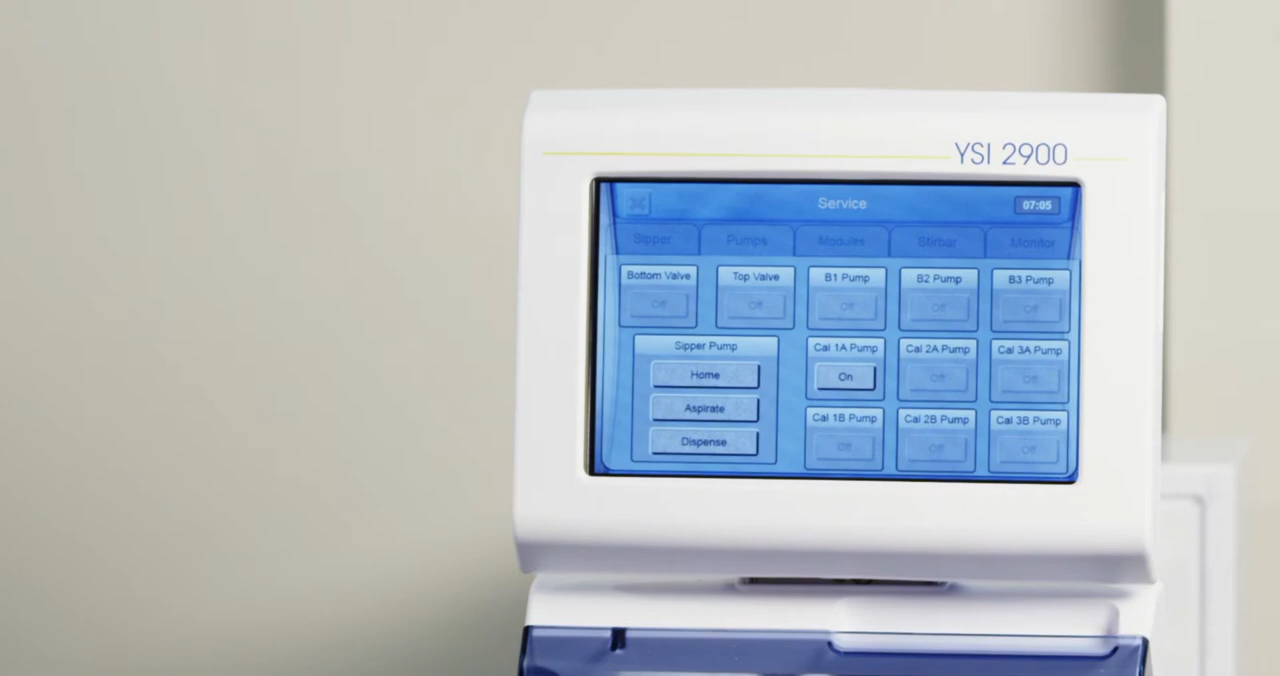 YSI 2900
Service 07:05
Sipper Pumps Modules Stirbar Monitor
Bottom Valve Top Valve B1 Pump B2 Pump B3 Pump
Off Off Off Off Off
Sipper Pump Cal 1A Pump Cal 2A Pump Cal 3A Pump
Home On Off Off
Aspirate
Cal 1B Pump Cal 2B Pump Cal 3B Pump
Dispense Off Off Off